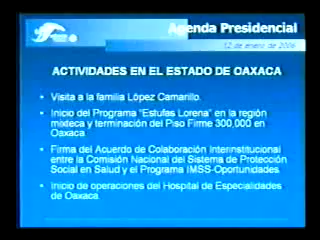 Agenda Presidencial
12 de enero de 2006
ACTIVIDADES EN EL ESTADO DE OAXACA
• Visita a la familia López Camarillo.
• Inicio del Programa "Estufas Lorena" en la región
mixteca y terminación del Piso Firme 300,000 en
Oaxaca
• Firma del Acuerdo de Colaboración Interinstitucional
entre la Comisión Nacional del Sistema de Protección
Social en Salud y el Programa IMSS-Oportunidades.
• Inicio de operaciones del Hospital de Especialidades
de Oaxaca.